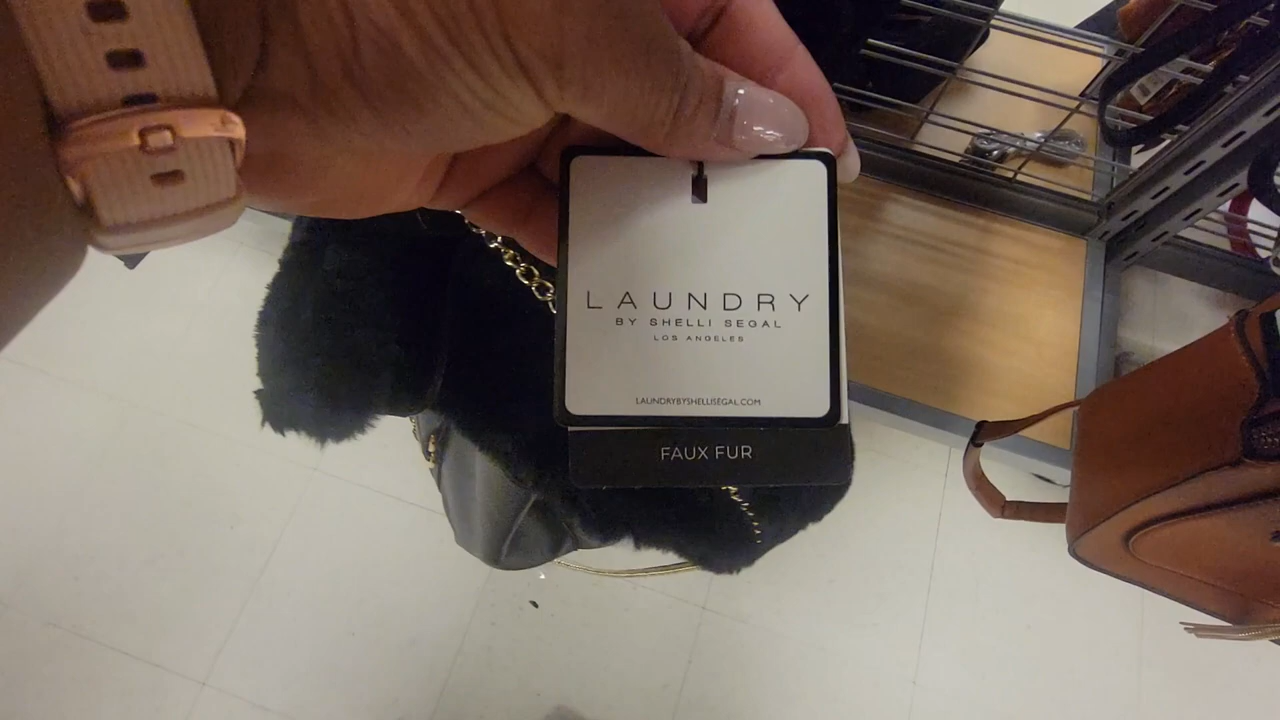 LAUNDRY
BY SHELLI SEGAL
LOS ANGELES
LAUNDRYBYSHELLISEGAL.COM
FAUX FUR